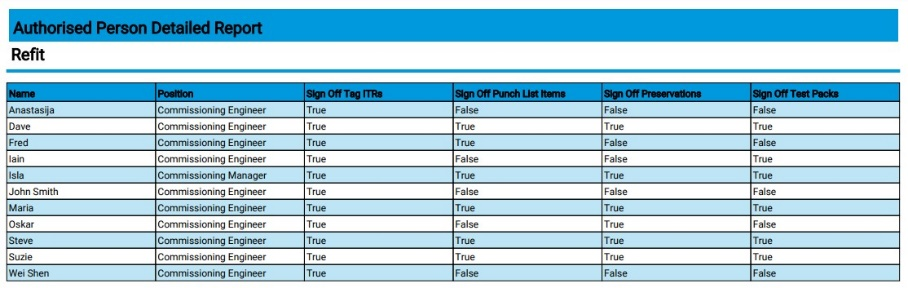 Authorised Person Detailed Report
Refit
Name Position Sign Off Tag ITRs Sign Off Punch List Items Sign Off Preservations Sign Off Test Packs
Anastasija Commissioning Engineer True False False False
Dave Commissioning Engineer True True True True
Fred Commissioning Engineer True True False False
Iain Commissioning Engineer True False False True
Isla Commissioning Manager True True True True
John Smith Commissioning Engineer True False False False
Maria Commissioning Engineer True True True True
Oskar Commissioning Engineer True False True False
Steve Commissioning Engineer True True True True
Suzie Commissioning Engineer True True True True
Wei Shen Commissioning Engineer True False False False